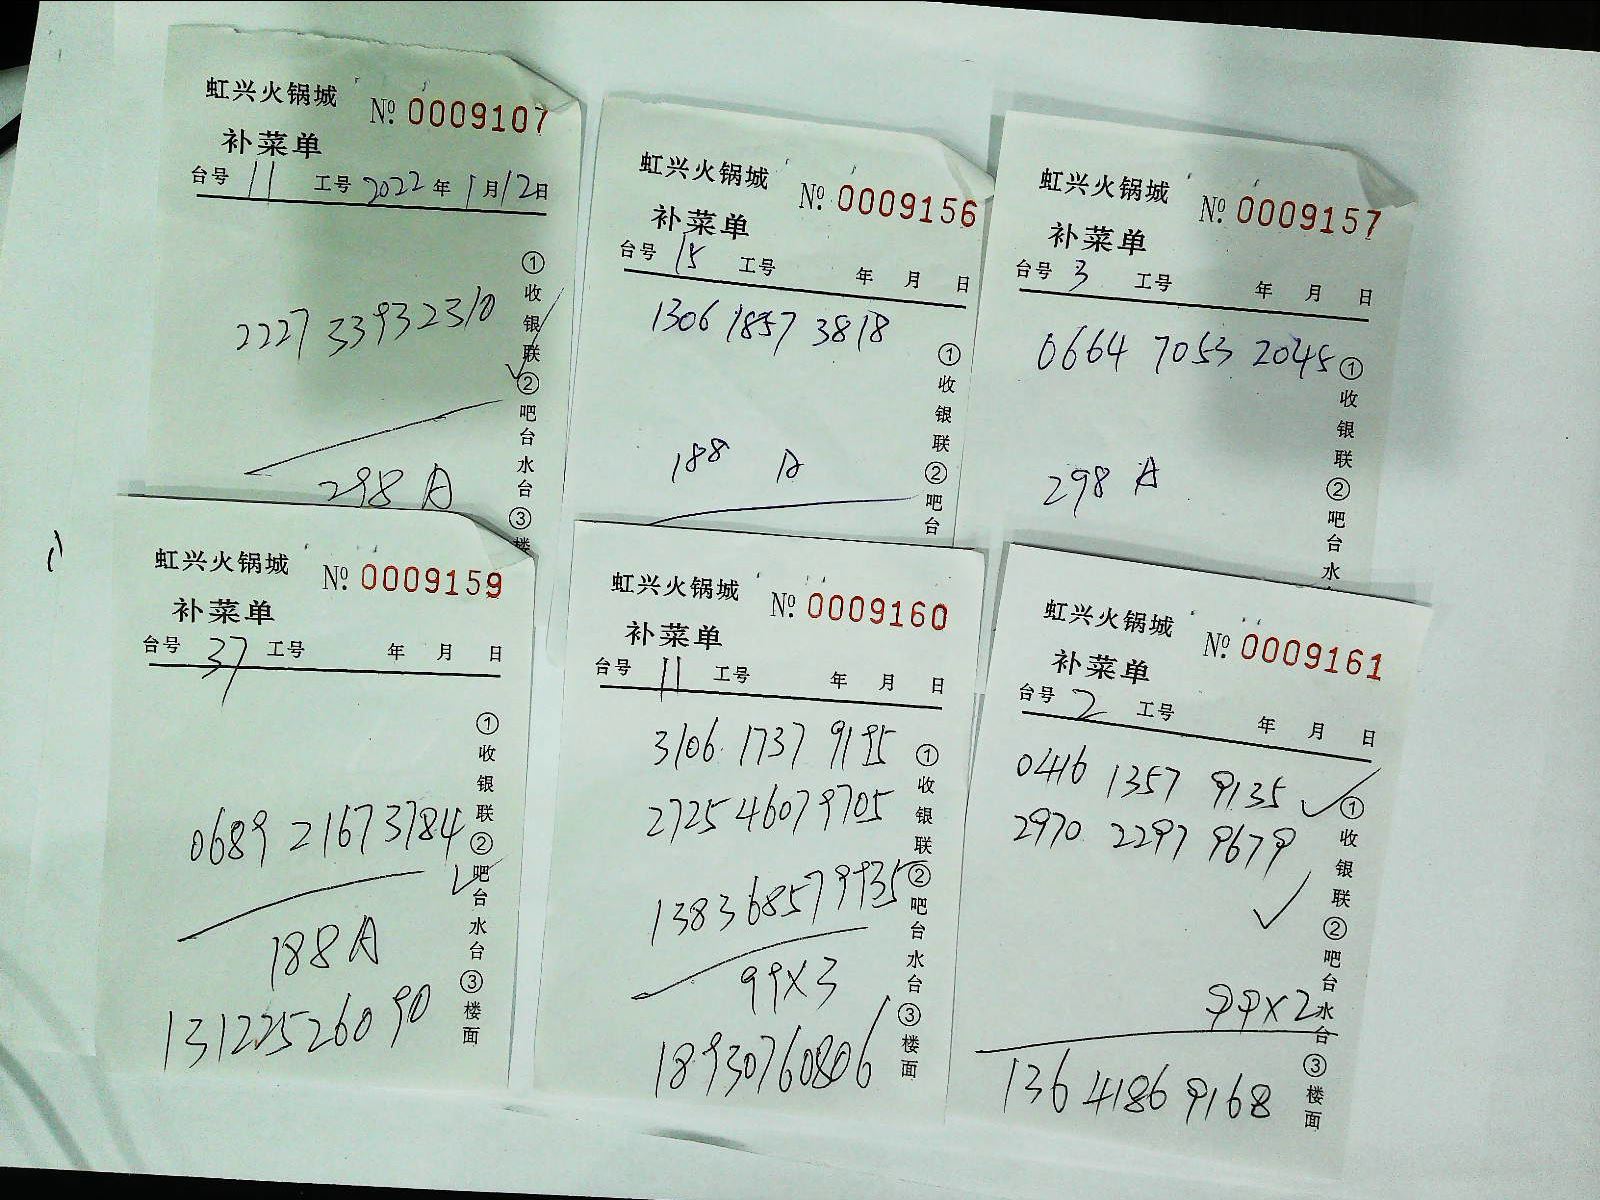 虹兴火锅城 № 0009107
补菜单
台号 11 工号 2022 年 1 月 12 日
2227 3393 2310
298 A
①收银联②吧台水台③楼
虹兴火锅城 № 0009156
补菜单
台号 15 工号 年 月 日
1306 1857 3818
188 A
①收银联②吧台
虹兴火锅城 № 0009157
补菜单
台号 3 工号 年 月 日
0664 7053 2045
298 A
①收银联②吧台水
虹兴火锅城 № 0009159
补菜单
台号 37 工号 年 月 日
0689 2167 3784
188 A
13122526090
①收银联②吧台水台③楼面
虹兴火锅城 № 0009160
补菜单
台号 11 工号 年 月 日
3106 1737 9195
2725 4607 9705
1383 6857 9935
99X3
18930760806
①收银联②吧台水台③楼面
虹兴火锅城 № 0009161
补菜单
台号 2 工号 年 月 日
0416 1357 9135
2970 2297 9679
99X2
136 4186 9168
①收银联②吧台水台③楼面